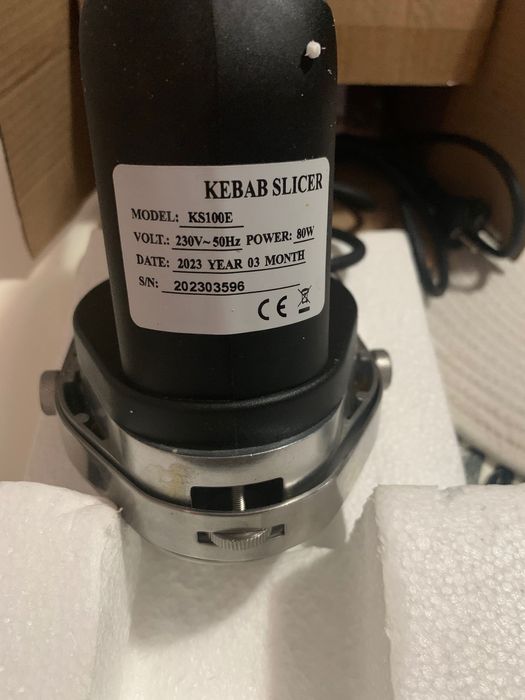 KEBAB SLICER
MODEL: KS100E
VOLT.: 230V~50Hz POWER: 80W
DATE: 2023 YEAR 03 MONTH
S/N: 202303596
CE